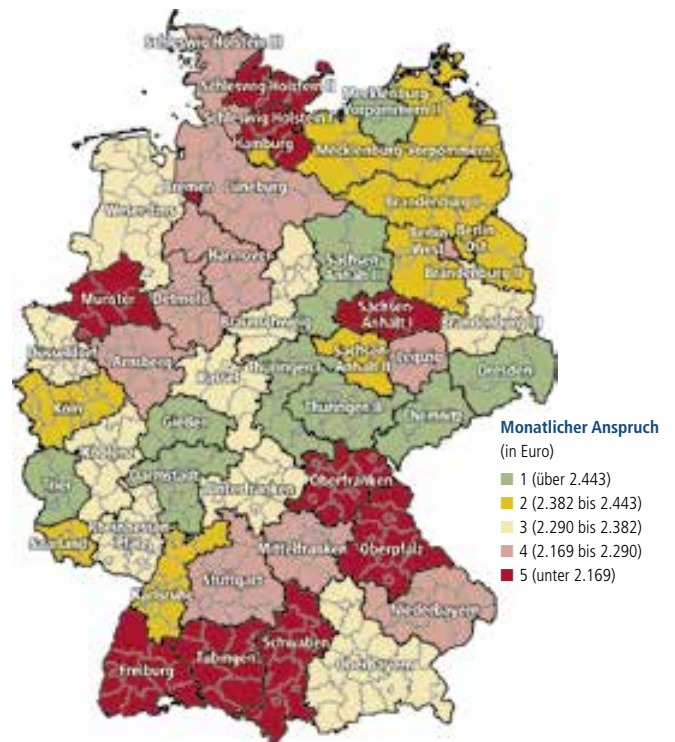 Schleswig Holstein III
Schleswig Holstein II
Schleswig Holstein I
Hamburg
Mecklenburg
Vorpommern II
Mecklenburg-Vorpommern I
Bremen
Lüneburg
Weser-Ems
Brandenburg I
Berlin
West
Berlin
Ost
Brandenburg II
Hannover
Sachsen
Münster
Detmold
Braunschweig
Sachsen-
Anhalt I
Brandenburg III
Düsseldorf
Arnsberg
Kassel
Sachsen
Anhalt II
Leipzig
Dresden
Köln
Gießen
Thüringen II
Chemnitz
Koblenz
Trier
Darmstadt
Unterfranken
Oberfranken
Saarland
Rheinhessen-
Pfalz
Mittelfranken
Oberpfalz
Karlsruhe
Stuttgart
Niederbayern
Schwaben
Freiburg
Tübingen
Oberbayern
Monatlicher Anspruch
(in Euro)
1 (über 2.443)
2 (2.382 bis 2.443)
3 (2.290 bis 2.382)
4 (2.169 bis 2.290)
5 (unter 2.169)